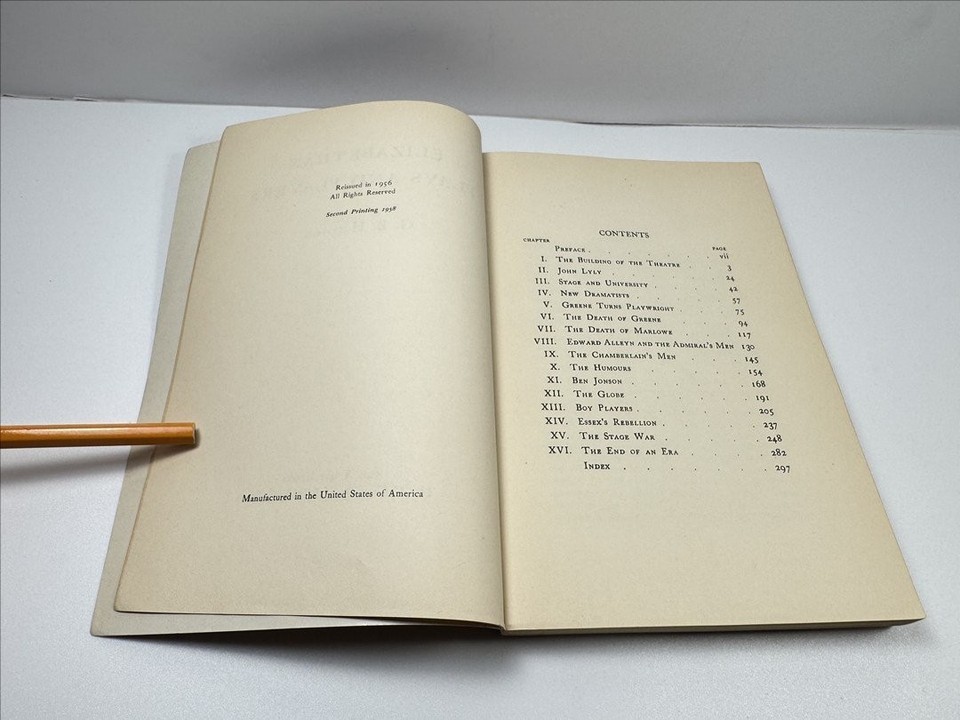 Reissued in 1956
All Rights Reserved
Second Printing 1958
Manufactured in the United States of America
CONTENTS
CHAPTER PAGE
PREFACE . . . . . . vii
I. THE BUILDING OF THE THEATRE . . 3
II. JOHN LYLY . . . . . . 24
III. STAGE AND UNIVERSITY . . . . 42
IV. NEW DRAMATISTS . . . . . 57
V. GREENE TURNS PLAYWRIGHT . . . 75
VI. THE DEATH OF GREENE . . . 94
VII. THE DEATH OF MARLOWE . . . 117
VIII. EDWARD ALLEYN AND THE ADMIRAL'S MEN 130
IX. THE CHAMBERLAIN'S MEN . . . 145
X. THE HUMOURS . . . . . 154
XI. BEN JONSON . . . . . 168
XII. THE GLOBE . . . . . 191
XIII. BOY PLAYERS . . . . . 205
XIV. ESSEX'S REBELLION . . . . . 237
XV. THE STAGE WAR . . . . . 248
XVI. THE END OF AN ERA . . . . 282
INDEX . . . . . . 297